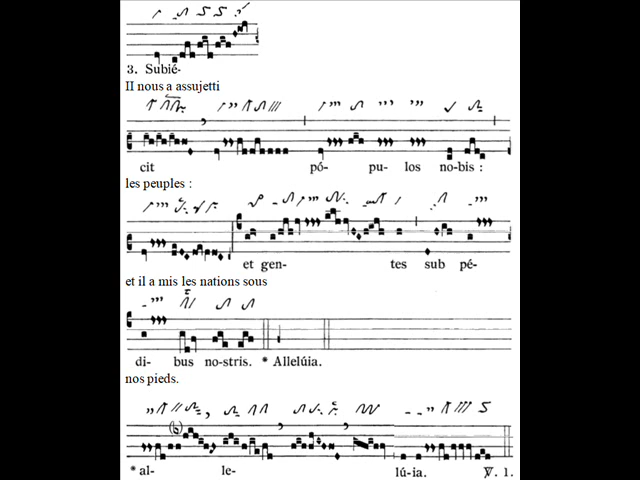 3. Subié-
Il nous a assujetti
cit pó- pu- los no-bis :
les peuples :
et gen- tes sub pé-
et il a mis les nations sous
di- bus no-stris. * Allelúia.
nos pieds.
* al- le- lú-ia. ℣. 1.